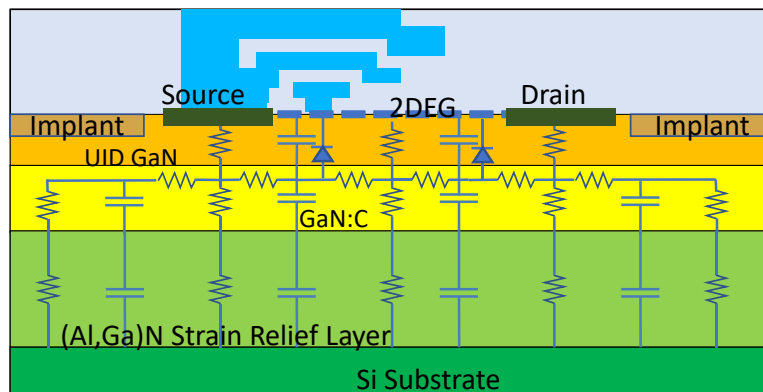 Source
2DEG
Drain
Implant
Implant
UID GaN
GaN:C
(Al,Ga)N Strain Relief Layer
Si Substrate